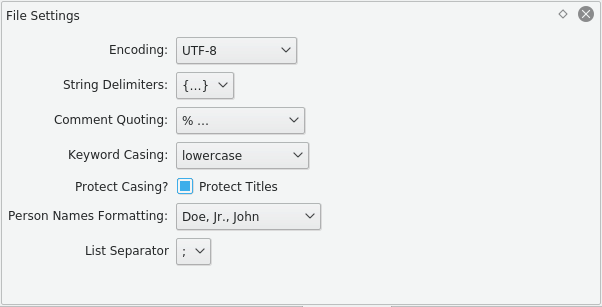 File Settings
Encoding: UTF-8
String Delimiters: {...}
Comment Quoting: % ...
Keyword Casing: lowercase
Protect Casing? Protect Titles
Person Names Formatting: Doe, Jr., John
List Separator ;